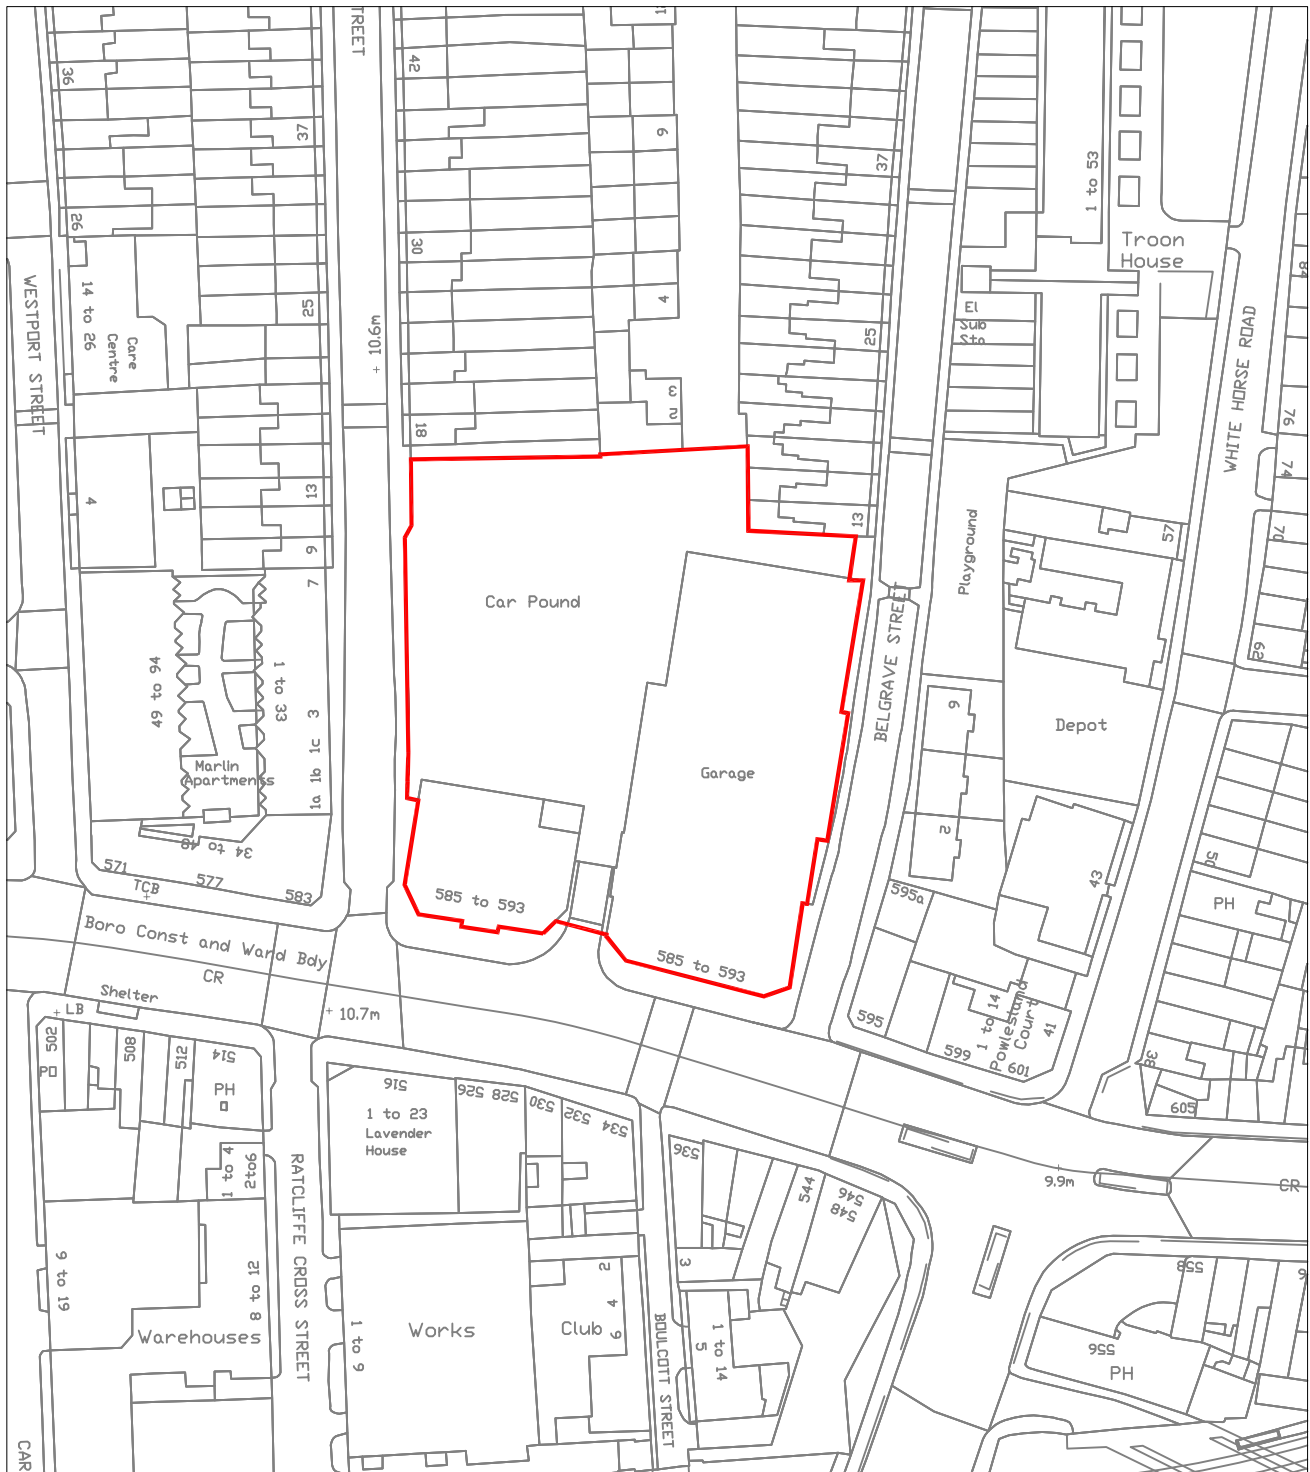 TREET
42
36
37
26
30
25
14 to 26
Care
Centre
WESTPORT STREET
10.6m
18
13
4
9
7
9
4
3
2
37
25
13
1 to 53
Troon
House
El
Sub
Sta
WHITE HORSE ROAD
76
74
70
62
57
Playground
Car Pound
BELGRAVE STREET
49 to 94
1 to 33
3
1c
1b
1a
Marlin
Apartments
34 to 48
571
577
583
TCB
Garage
585 to 593
585 to 593
6
2
Depot
43
50
PH
595a
595
599
601
1 to 14
Powlesland
Court
41
38
605
Boro Const and Ward Bdy
CR
Shelter
LB
10.7m
502
PO
508
512
514
PH
1 to 4
2to6
516
526
528
530
532
534
536
1 to 23
Lavender
House
544
546
548
9.9m
CR
RATCLIFFE CROSS STREET
9 to 19
8 to 12
Warehouses
1 to 9
Works
Club
2
4
6
BOULCOTT STREET
3
5
1 to 14
558
556
PH
CAR